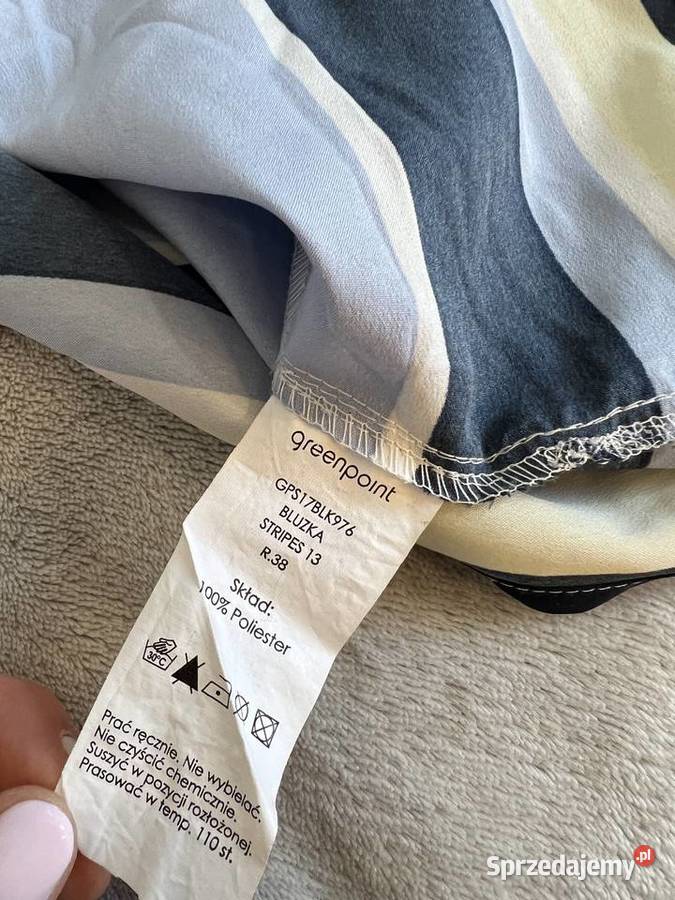 greenpoint
GPS17BLK976
BLUZKA
STRIPES 13
R.38
Skład:
100% Poliester
30°C
Prać ręcznie. Nie wybielać.
Nie czyścić chemicznie.
Suszyć w pozycji rozłożonej.
Prasować w temp. 110 st.
Sprzedajemy.pl